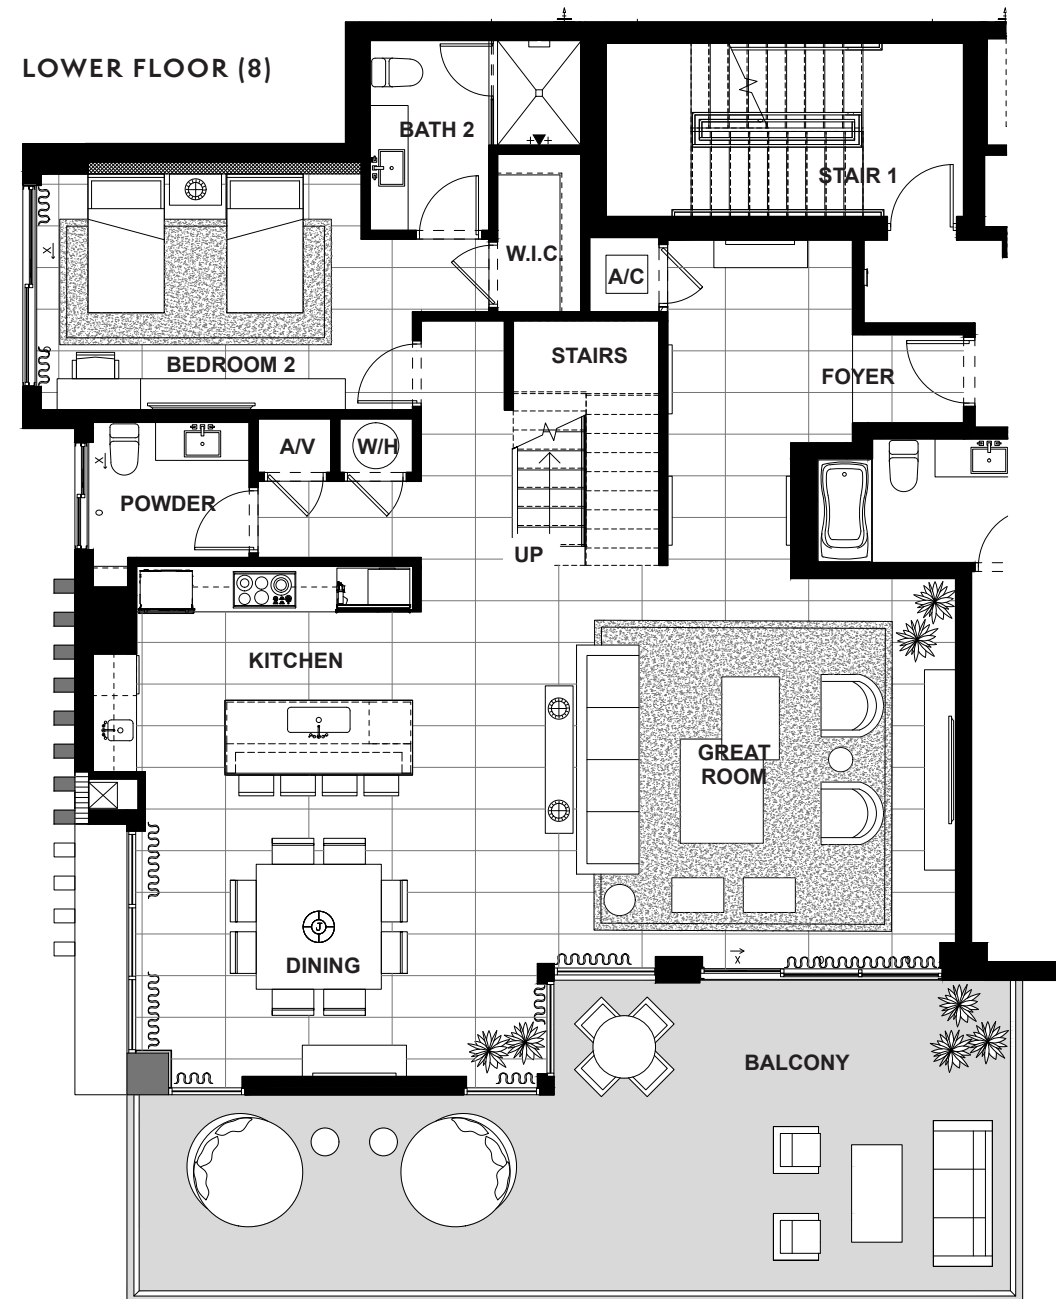 LOWER FLOOR (8)
BATH 2
STAIR 1
W.I.C.
A/C
STAIRS
BEDROOM 2
FOYER
A/V
W/H
POWDER
UP
KITCHEN
GREAT
ROOM
J
DINING
BALCONY
X
X
X